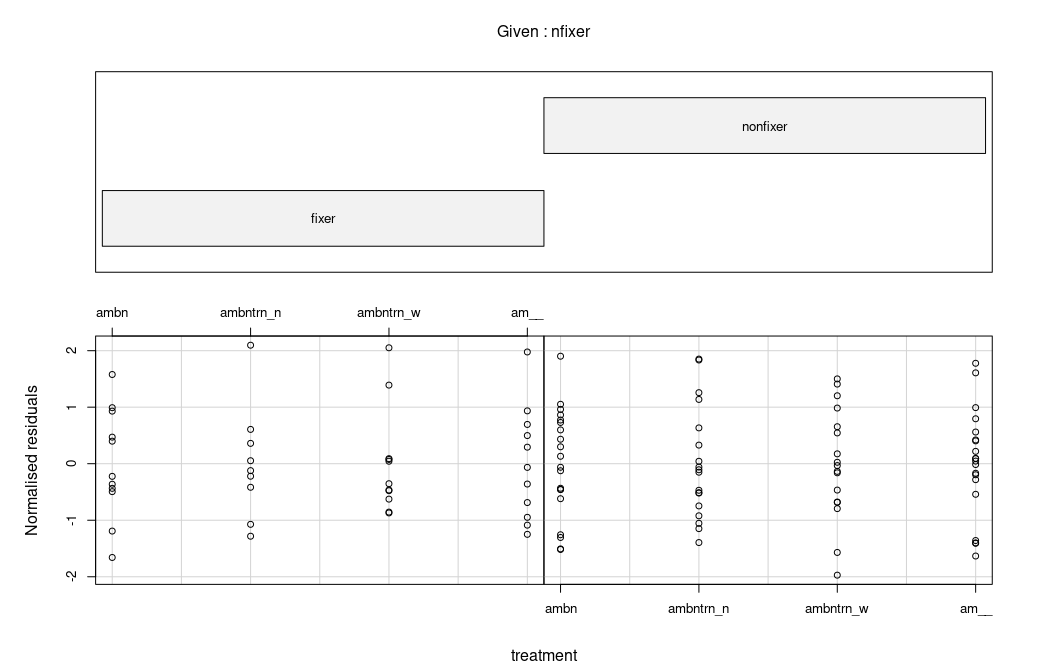 Given : nfixer
nonfixer
fixer
ambn ambntrn_n ambntrn_w am__
2
1
0
-1
-2
Normalised residuals
ambn ambntrn_n ambntrn_w am__
treatment